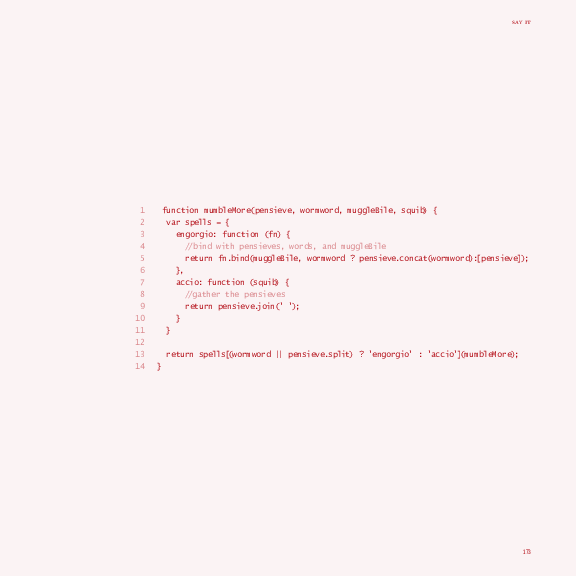 SAY IT
1 function mumbleMore(pensieve, wormword, muggleBile, squib) {
2 var spells = {
3 engorgio: function (fn) {
4 //bind with pensieves, words, and muggleBile
5 return fn.bind(muggleBile, wormword ? pensieve.concat(wormword):[pensieve]);
6 },
7 accio: function (squib) {
8 //gather the pensieves
9 return pensieve.join(' ');
10 }
11 }
12
13 return spells[(wormword || pensieve.split) ? 'engorgio' : 'accio'](mumbleMore);
14 }